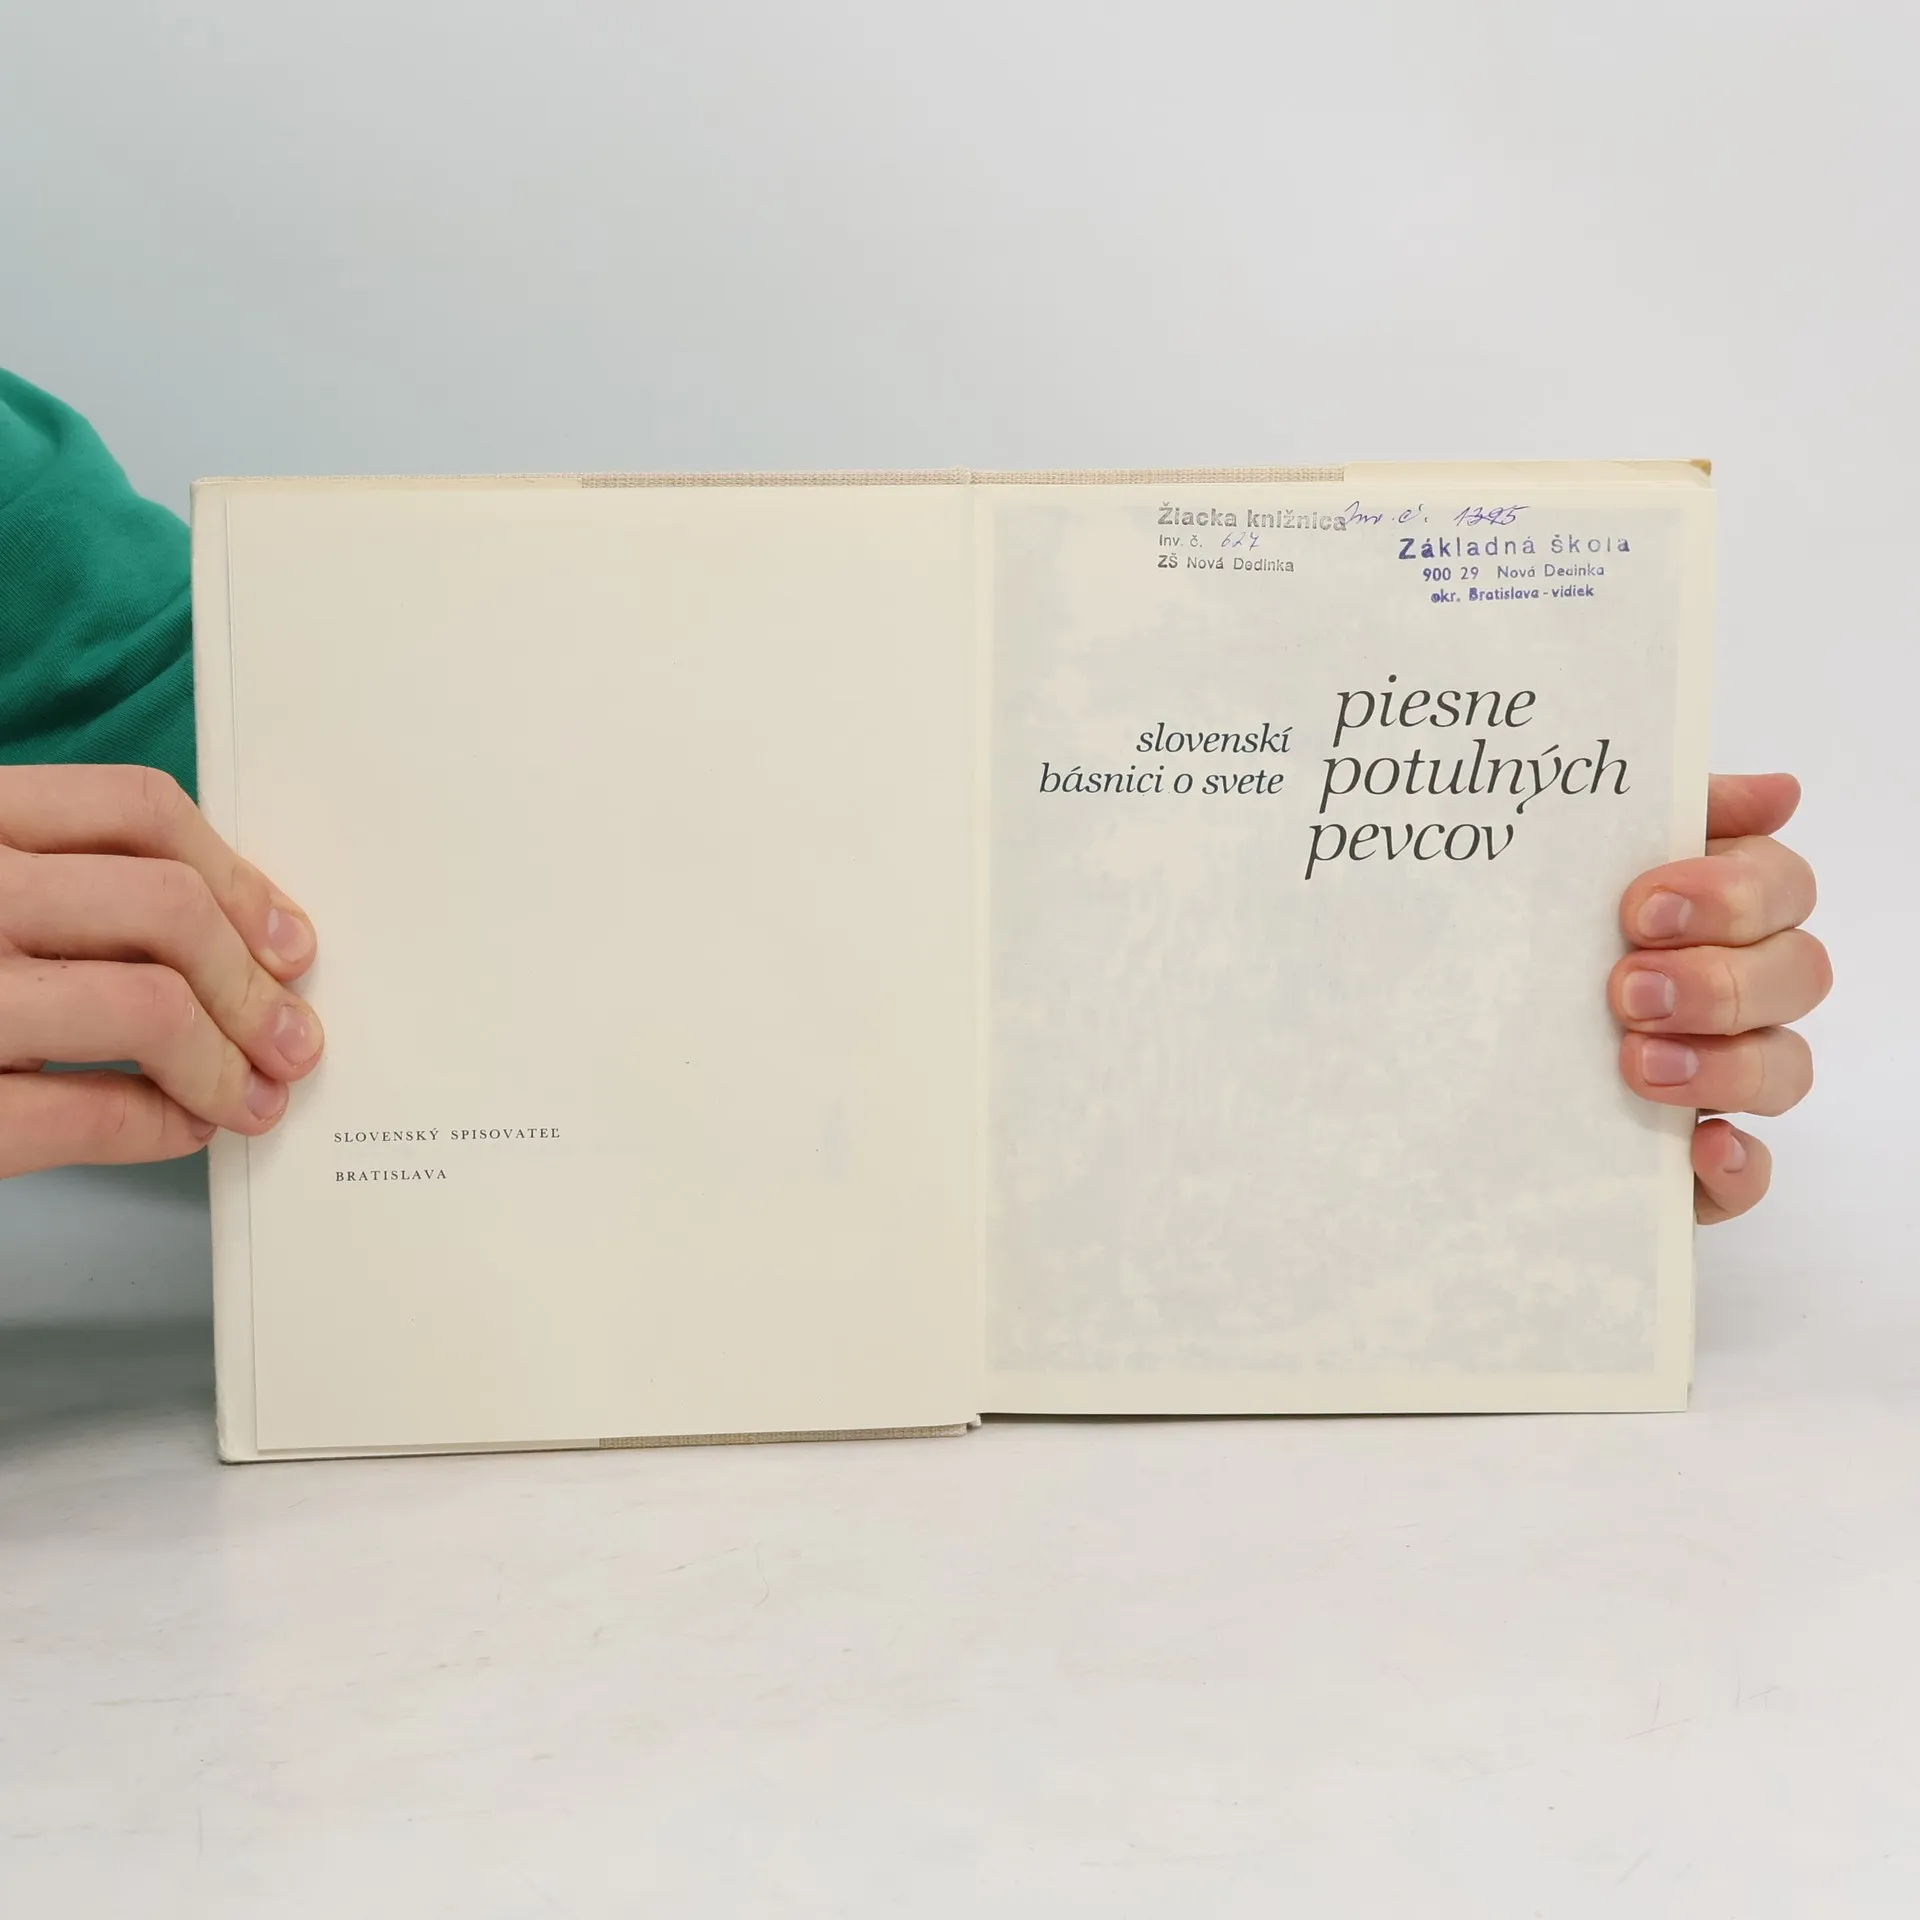 SLOVENSKÝ SPISOVATEĽ
BRATISLAVA
Žiacka knižnica
Inv. č. 627
ZŠ Nová Dedinka
Inv. č. 1395
Základná škola
900 29 Nová Dedinka
okr. Bratislava-vidiek
slovenskí
básnici o svete
piesne
potulných
pevcov